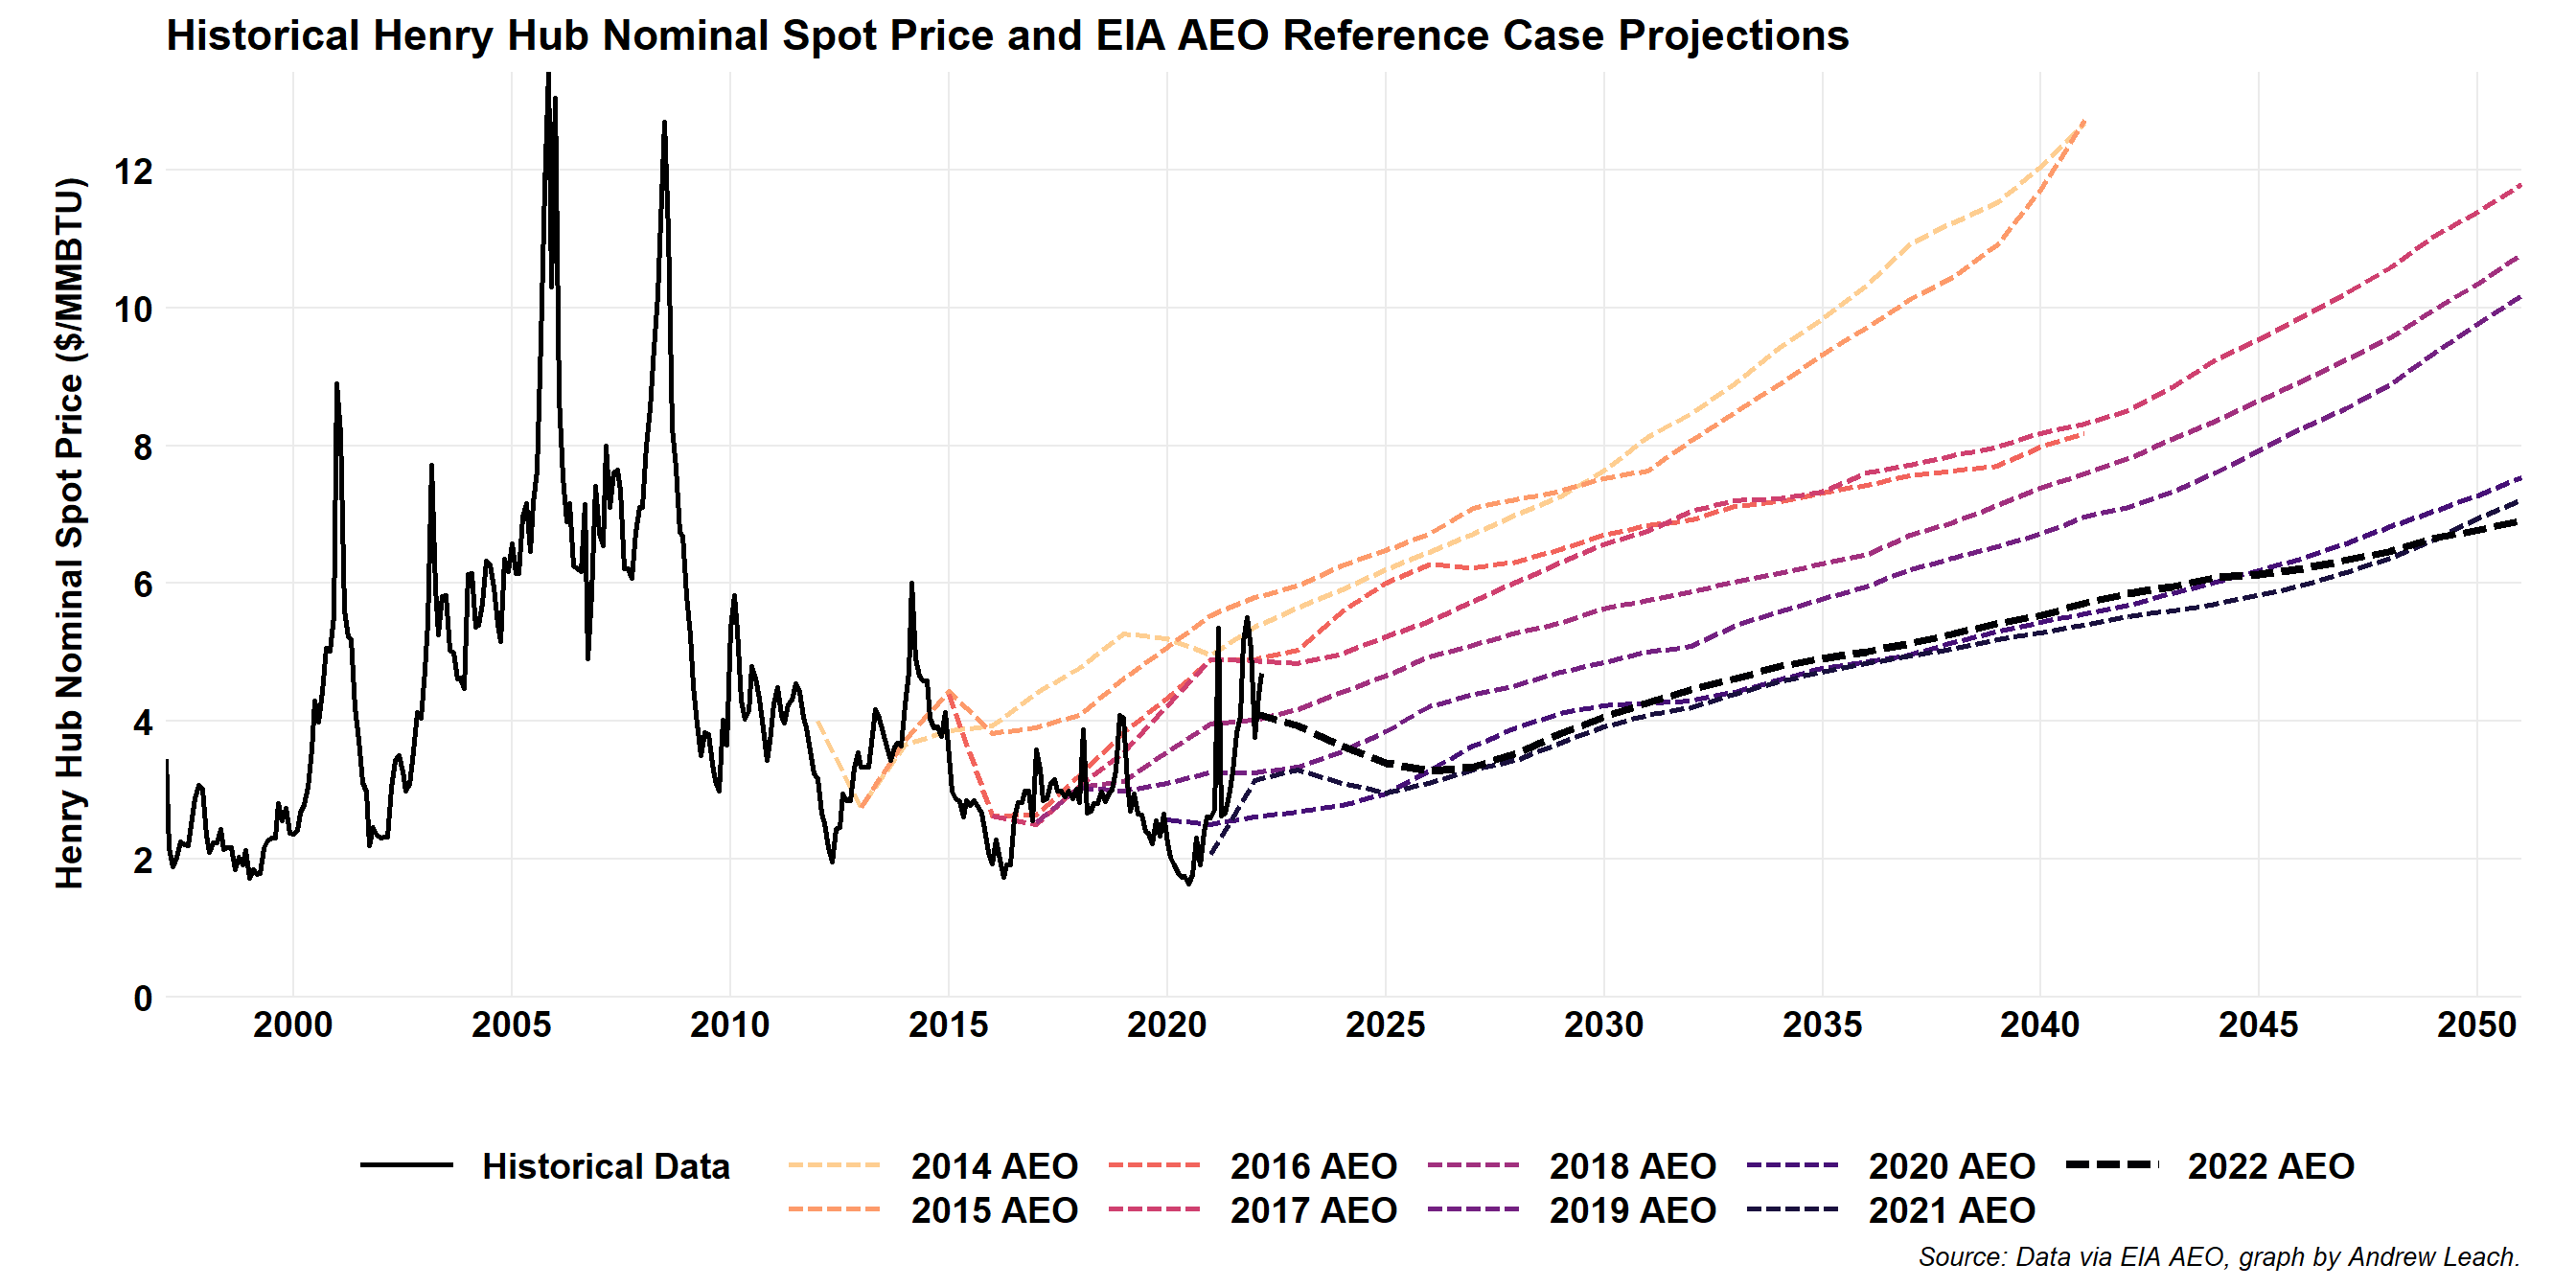 Historical Henry Hub Nominal Spot Price and EIA AEO Reference Case Projections
Henry Hub Nominal Spot Price ($/MMBTU)
12
10
8
6
4
2
0
2000 2005 2010 2015 2020 2025 2030 2035 2040 2045 2050
Historical Data 2014 AEO 2016 AEO 2018 AEO 2020 AEO 2022 AEO
2015 AEO 2017 AEO 2019 AEO 2021 AEO
Source: Data via EIA AEO, graph by Andrew Leach.